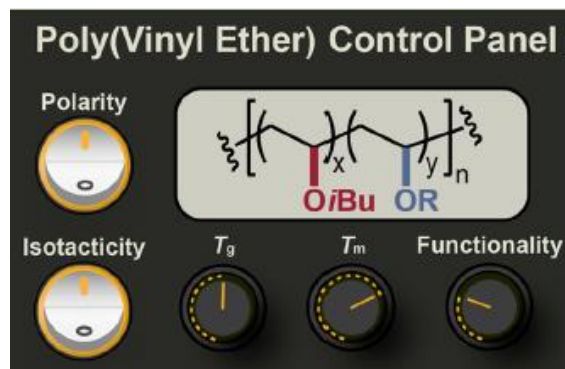 Poly(Vinyl Ether) Control Panel
Polarity
x y n
OiBu OR
Isotacticity Tg Tm Functionality